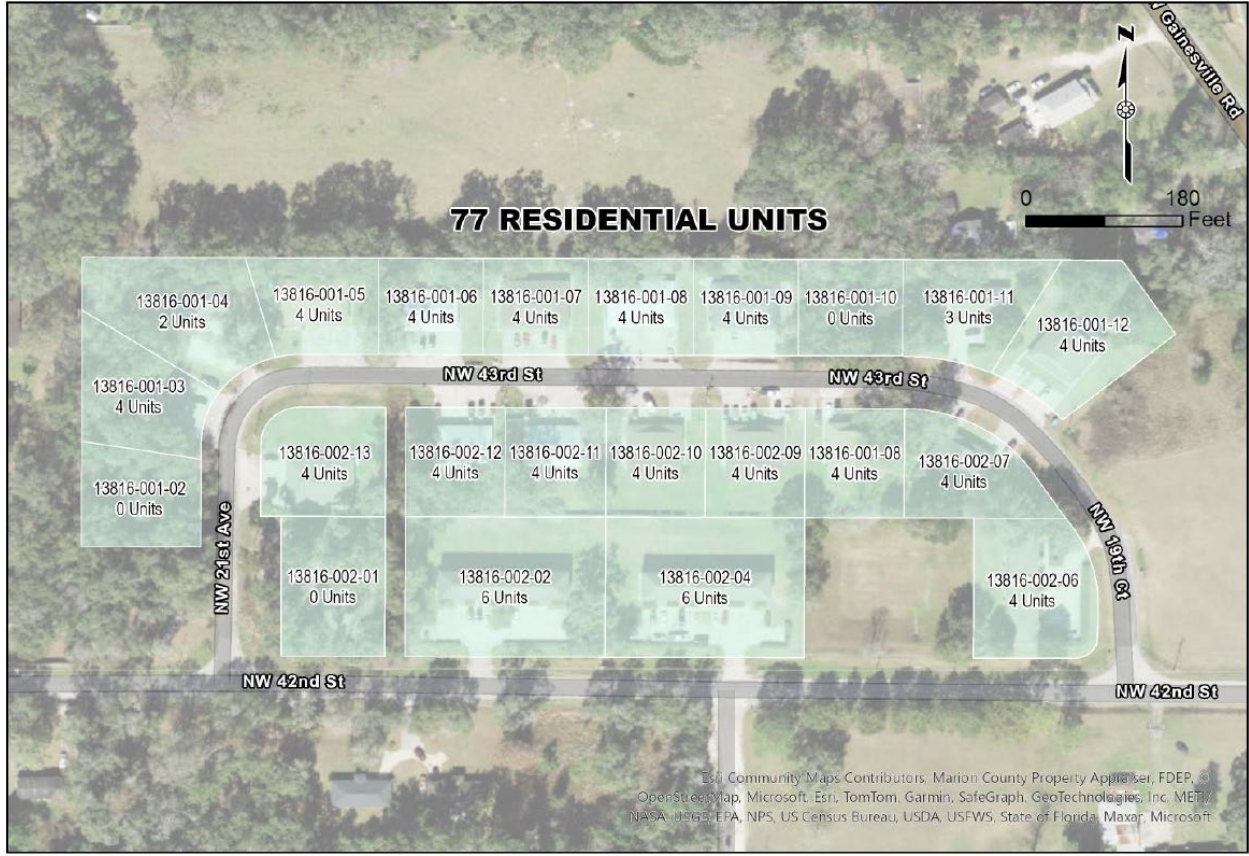 W Gainesville Rd
N
0 180
Feet
77 RESIDENTIAL UNITS
13816-001-04
2 Units
13816-001-05
4 Units
13816-001-06
4 Units
13816-001-07
4 Units
13816-001-08
4 Units
13816-001-09
4 Units
13816-001-10
0 Units
13816-001-11
3 Units
13816-001-12
4 Units
13816-001-03
4 Units
NW 43rd St
NW 43rd St
13816-001-02
0 Units
13816-002-13
4 Units
13816-002-12
4 Units
13816-002-11
4 Units
13816-002-10
4 Units
13816-002-09
4 Units
13816-001-08
4 Units
13816-002-07
4 Units
NW 21st Ave
NW 19th Ct
13816-002-01
0 Units
13816-002-02
6 Units
13816-002-04
6 Units
13816-002-06
4 Units
NW 42nd St
NW 42nd St
Esri Community Maps Contributors, Marion County Property Appraiser, FDEP, ©
OpenStreetMap, Microsoft, Esri, TomTom, Garmin, SafeGraph, GeoTechnologies, Inc, METI/
NASA, USGS, EPA, NPS, US Census Bureau, USDA, USFWS, State of Florida, Maxar, Microsoft